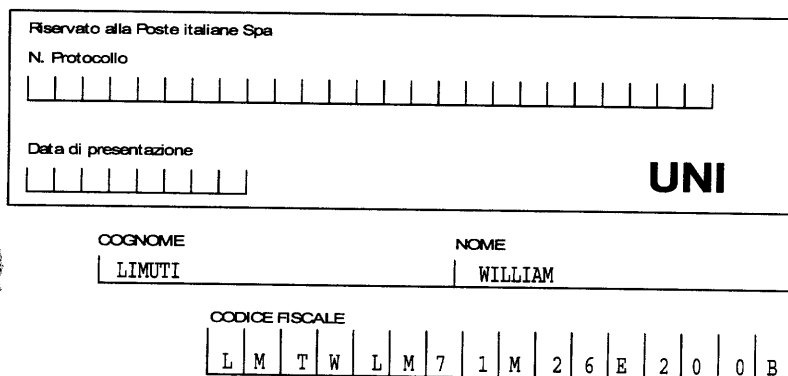 Riservato alla Poste italiane Spa
N. Protocollo
Data di presentazione
UNI
COGNOME NOME
LIMUTI WILLIAM
CODICE FISCALE
L M T W L M 7 1 M 2 6 E 2 0 0 B